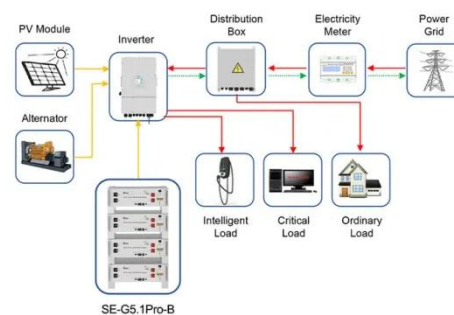 PV Module
Inverter
Distribution
Box
Electricity
Meter
Power
Grid
Alternator
Intelligent
Load
Critical
Load
Ordinary
Load
SE-G5.1Pro-B